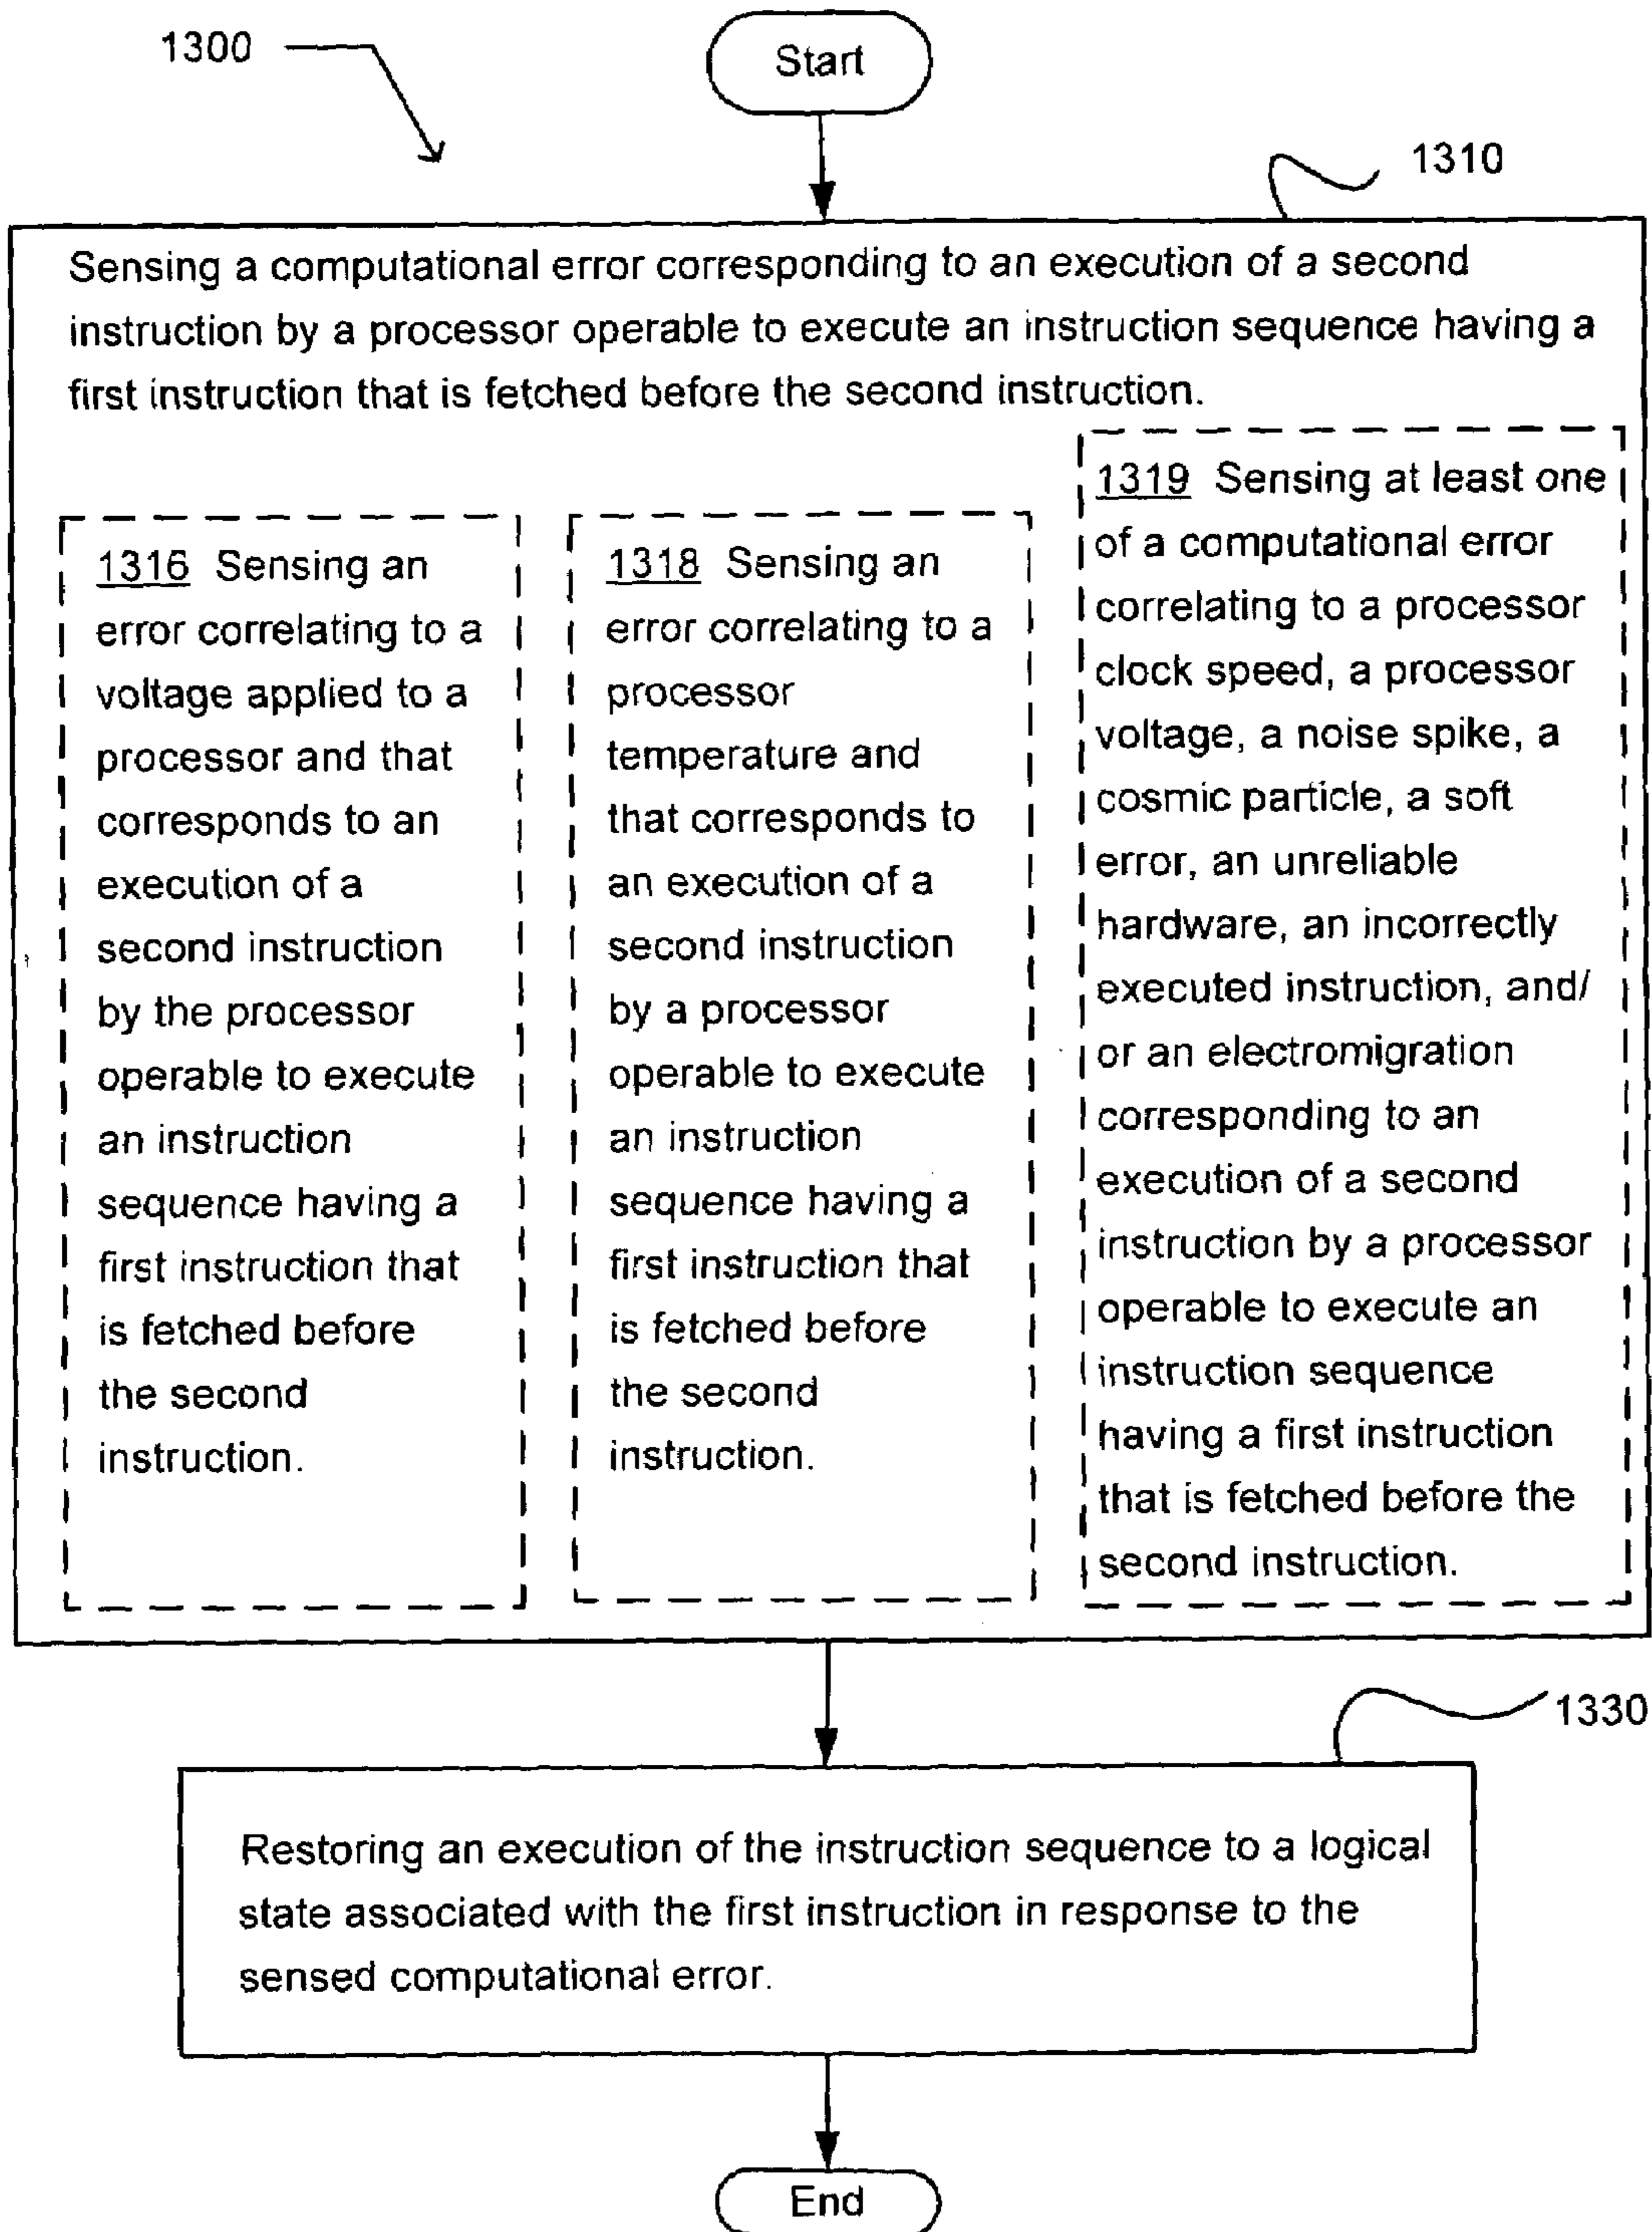 1300
Start
1310
Sensing a computational error corresponding to an execution of a second
instruction by a processor operable to execute an instruction sequence having a
first instruction that is fetched before the second instruction.
1316 Sensing an
error correlating to a
voltage applied to a
processor and that
corresponds to an
execution of a
second instruction
by the processor
operable to execute
an instruction
sequence having a
first instruction that
is fetched before
the second
instruction.
1318 Sensing an
error correlating to a
processor
temperature and
that corresponds to
an execution of a
second instruction
by a processor
operable to execute
an instruction
sequence having a
first instruction that
is fetched before
the second
instruction.
1319 Sensing at least one
of a computational error
correlating to a processor
clock speed, a processor
voltage, a noise spike, a
cosmic particle, a soft
error, an unreliable
hardware, an incorrectly
executed instruction, and/
or an electromigration
corresponding to an
execution of a second
instruction by a processor
operable to execute an
instruction sequence
having a first instruction
that is fetched before the
second instruction.
1330
Restoring an execution of the instruction sequence to a logical
state associated with the first instruction in response to the
sensed computational error.
End